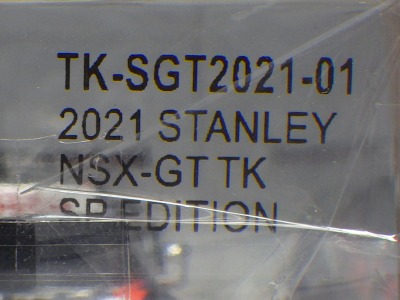 TK-SGT2021-01
2021 STANLEY
NSX-GT TK
SP.EDITION